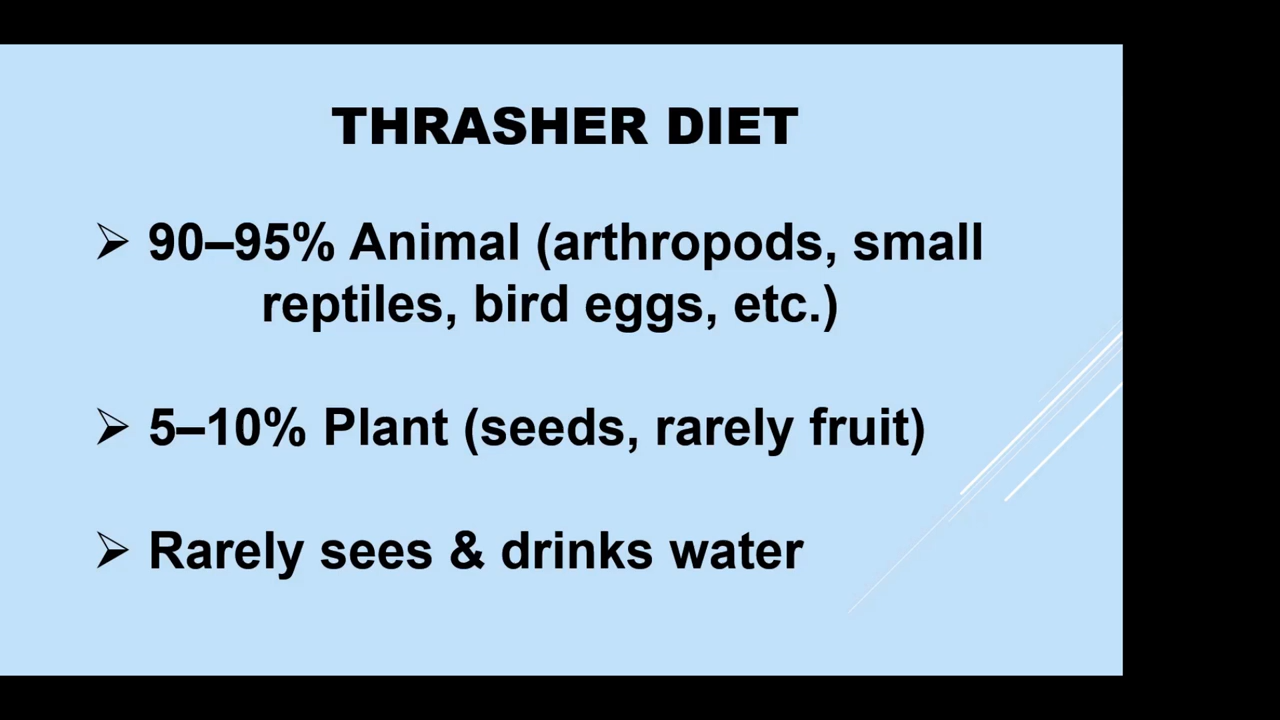 THRASHER DIET
➢ 90–95% Animal (arthropods, small
reptiles, bird eggs, etc.)
➢ 5–10% Plant (seeds, rarely fruit)
➢ Rarely sees & drinks water